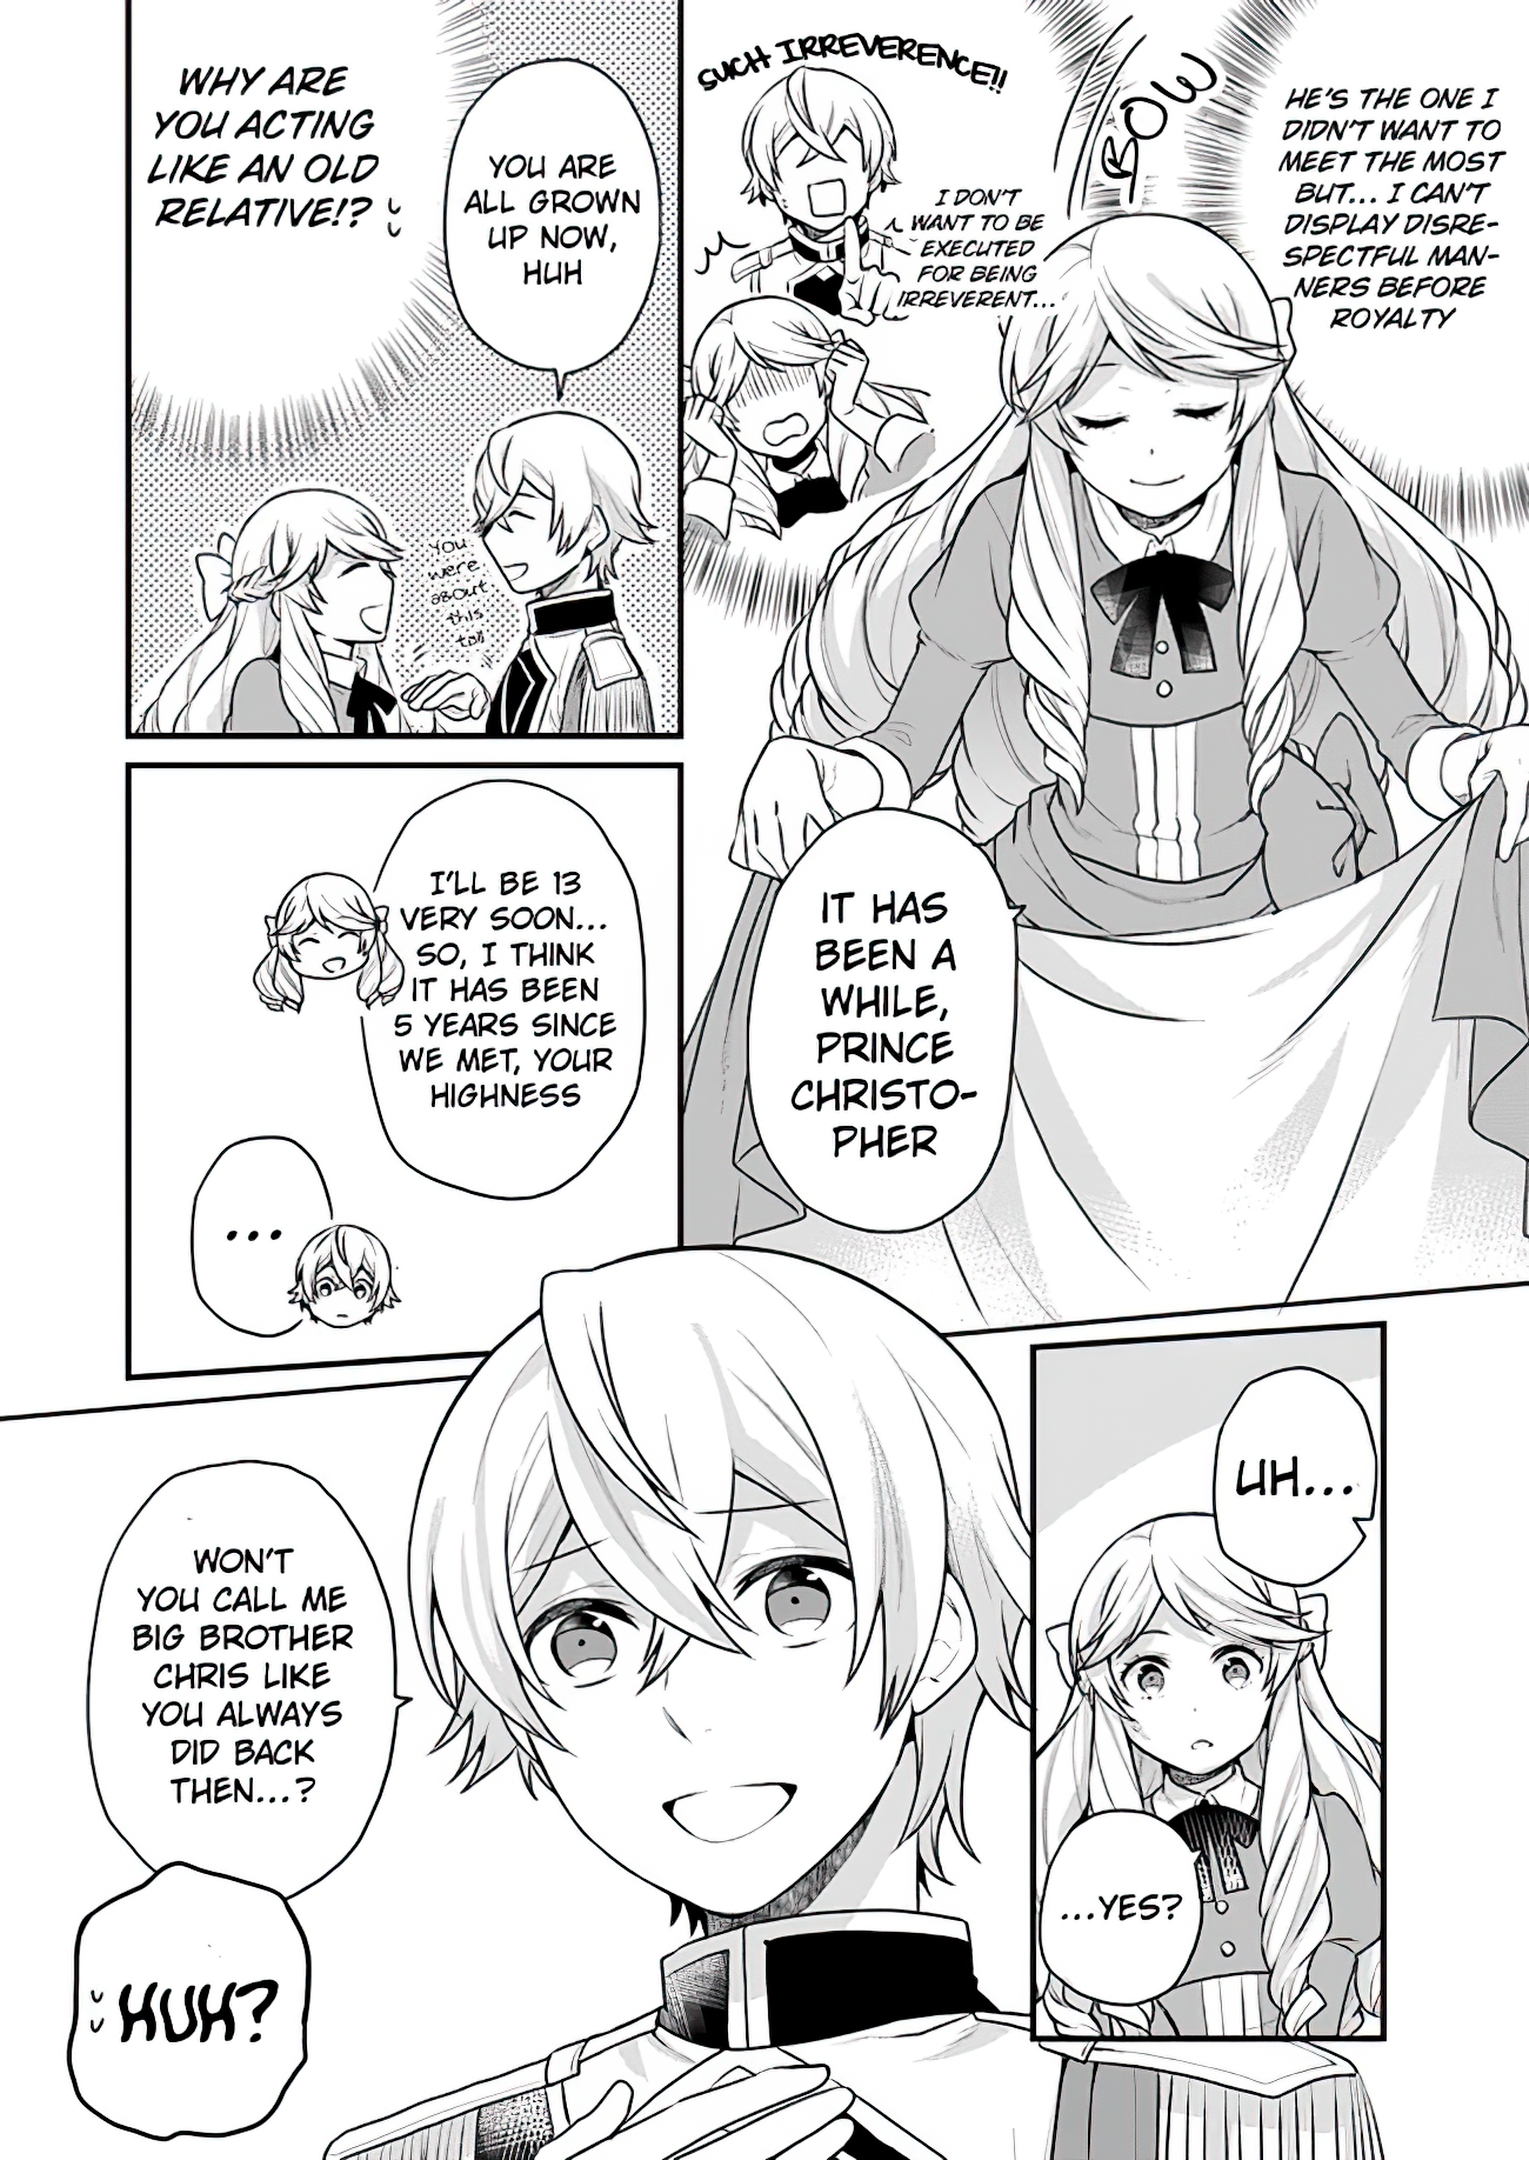 HE'S THE ONE I
DIDN'T WANT TO
MEET THE MOST
BUT... I CAN'T
DISPLAY DISRE-
SPECTFUL MAN-
NERS BEFORE
ROYALTY
BOW
SUCH IRREVERENCE!!
I DON'T
WANT TO BE
EXECUTED
FOR BEING
IRREVERENT...
IT HAS
BEEN A
WHILE,
PRINCE
CHRISTO-
PHER
YOU ARE
ALL GROWN
UP NOW,
HUH
You
were
about
this
tall
WHY ARE
YOU ACTING
LIKE AN OLD
RELATIVE!?
I'LL BE 13
VERY SOON...
SO, I THINK
IT HAS BEEN
5 YEARS SINCE
WE MET, YOUR
HIGHNESS
...
UH...
...YES?
WON'T
YOU CALL ME
BIG BROTHER
CHRIS LIKE
YOU ALWAYS
DID BACK
THEN...?
HUH?